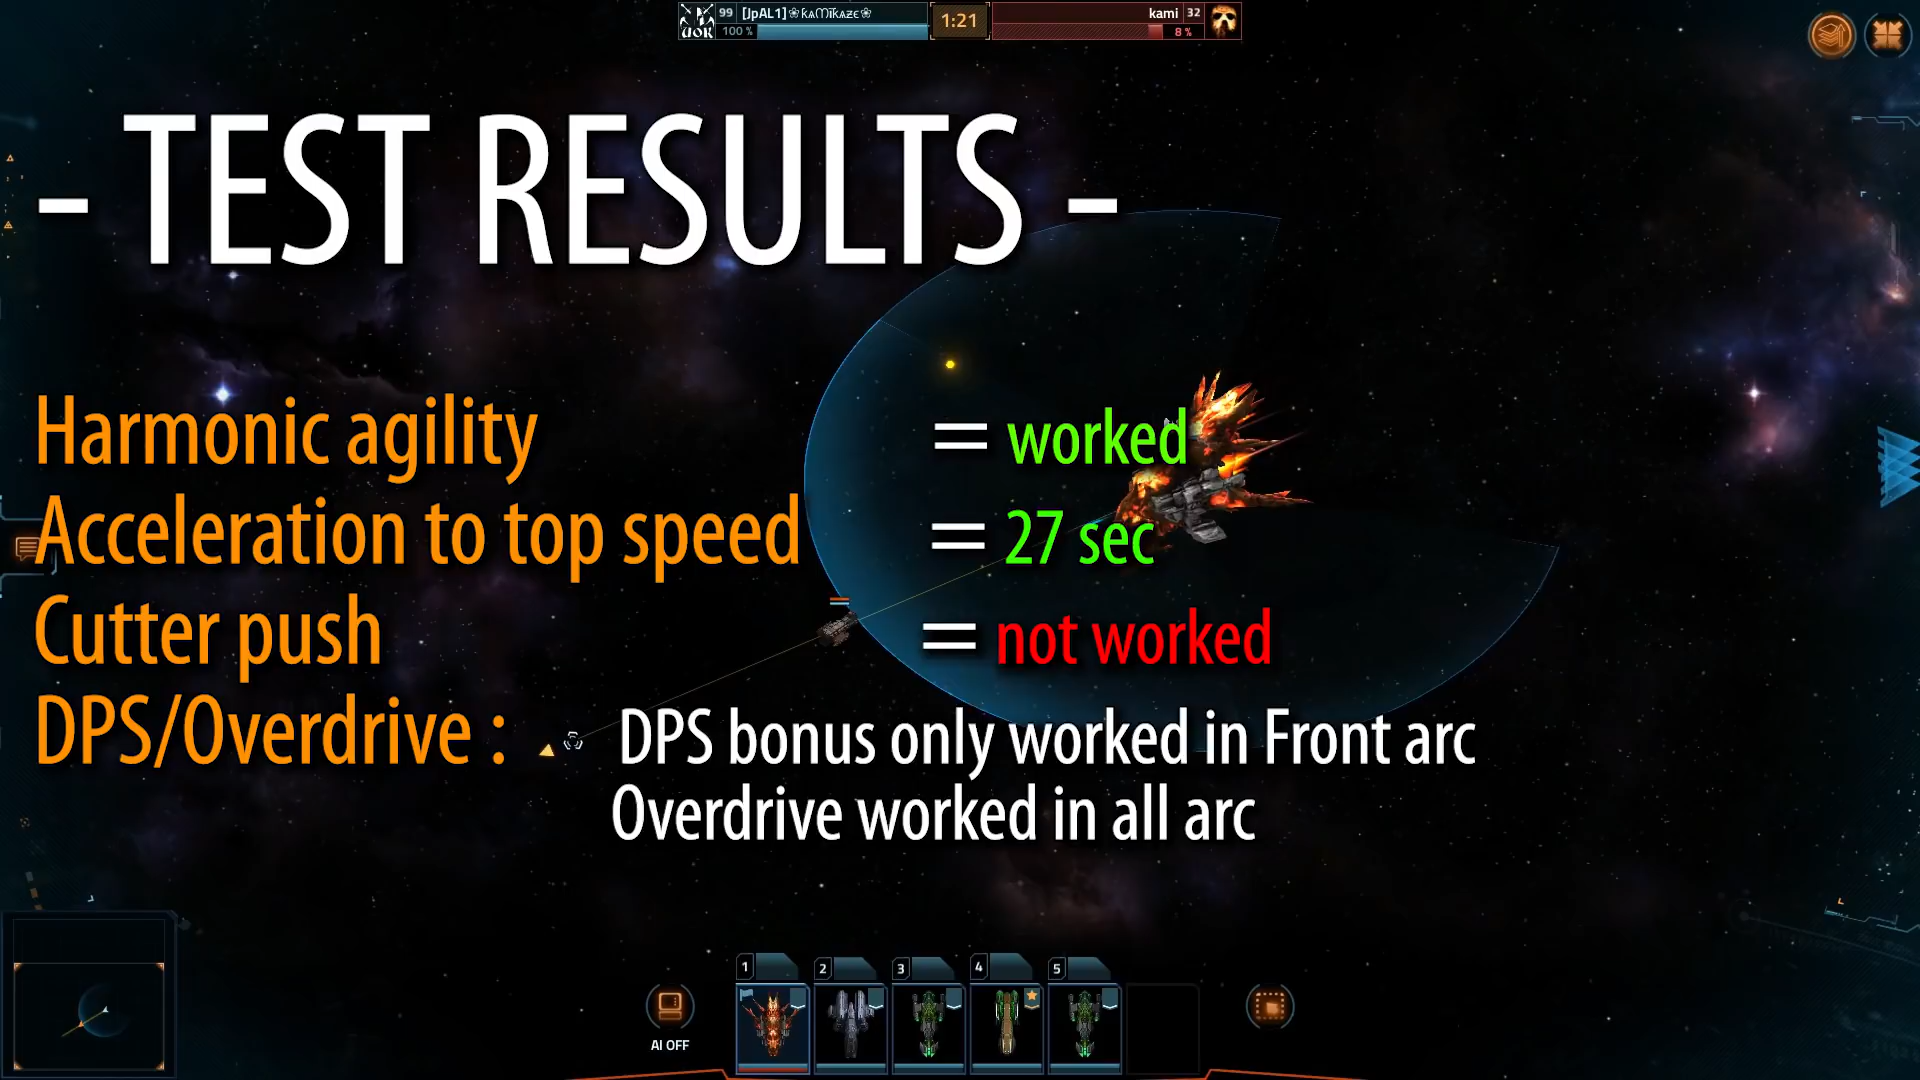 99 [JpAL1]❀ƙᴀ൬īƙᴀƶє❀ 1:21 kami 32
UOR 100 % 8 %
- TEST RESULTS -
Harmonic agility = worked
Acceleration to top speed = 27 sec
Cutter push = not worked
DPS/Overdrive : DPS bonus only worked in Front arc
Overdrive worked in all arc
1 2 3 4 5
AI OFF